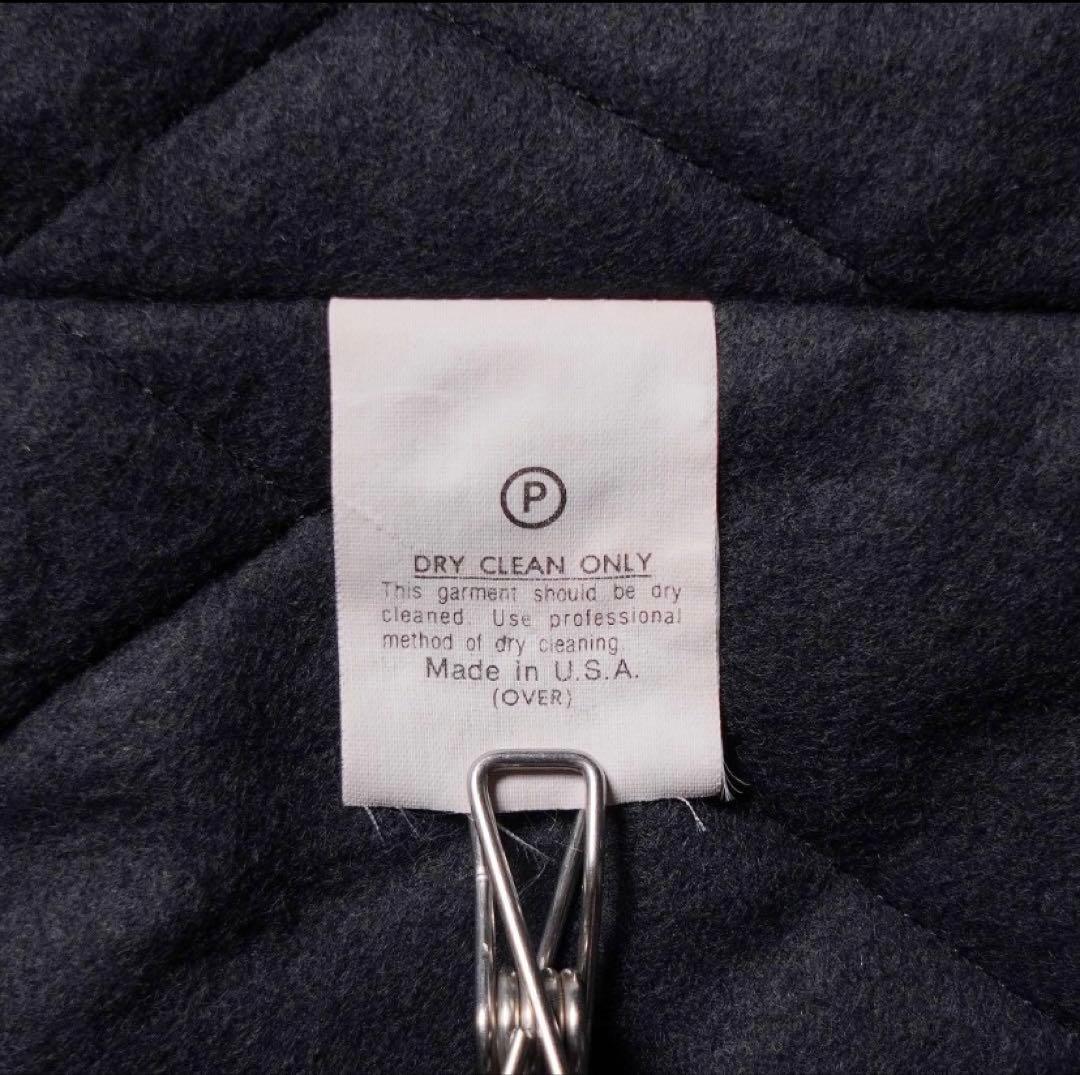 P
DRY CLEAN ONLY
This garment should be dry
cleaned. Use professional
method of dry cleaning.
Made in U.S.A.
(OVER)